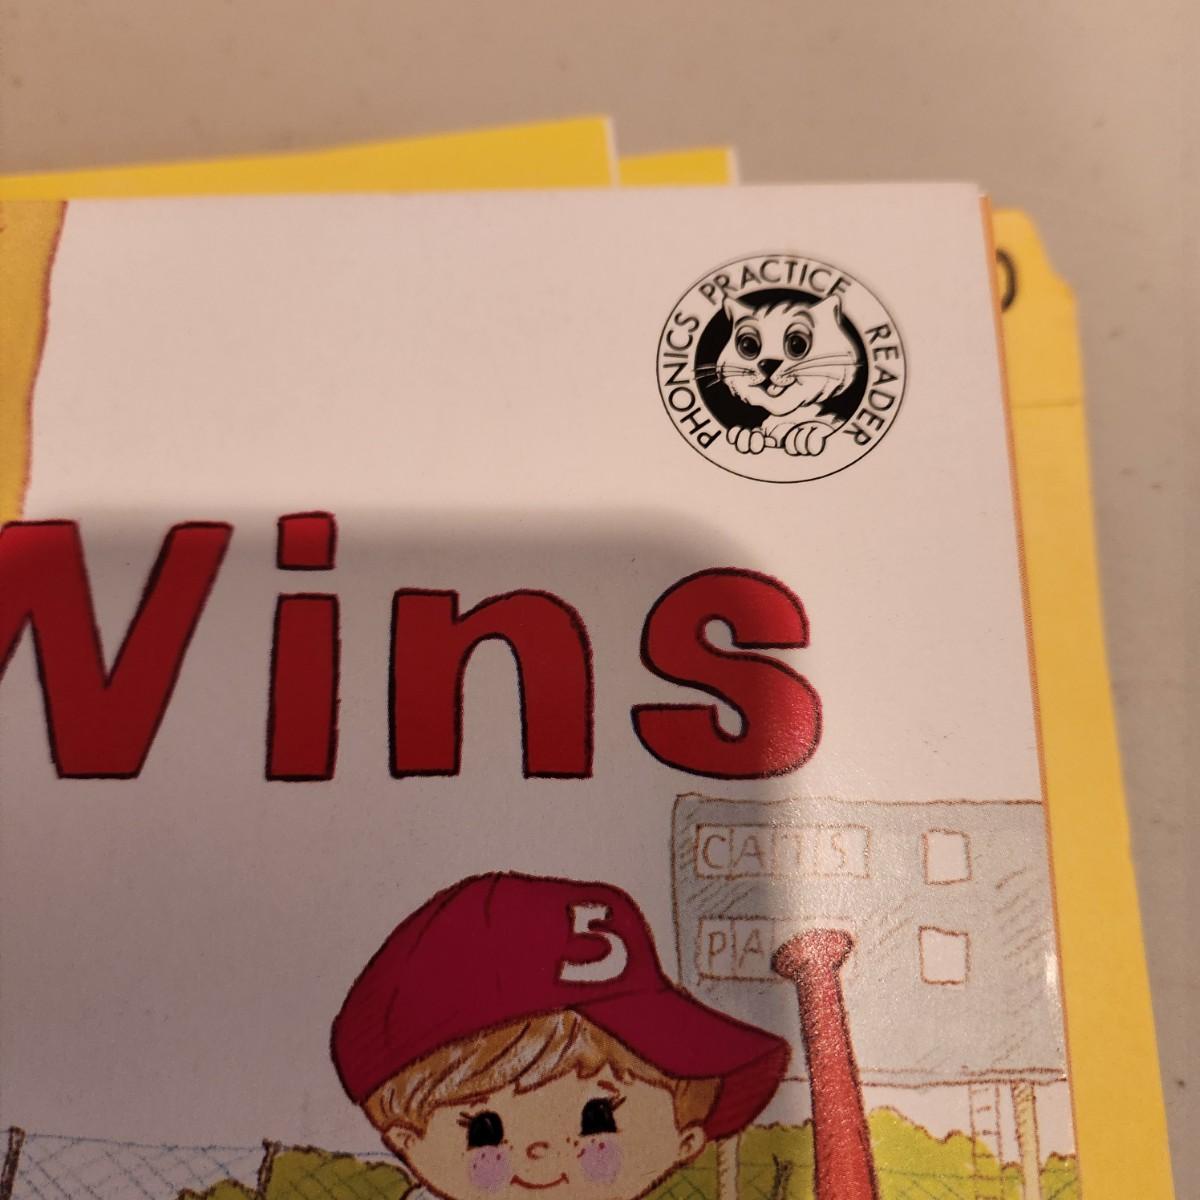 PHONICS PRACTICE READER
Wins
CATS
PA
5